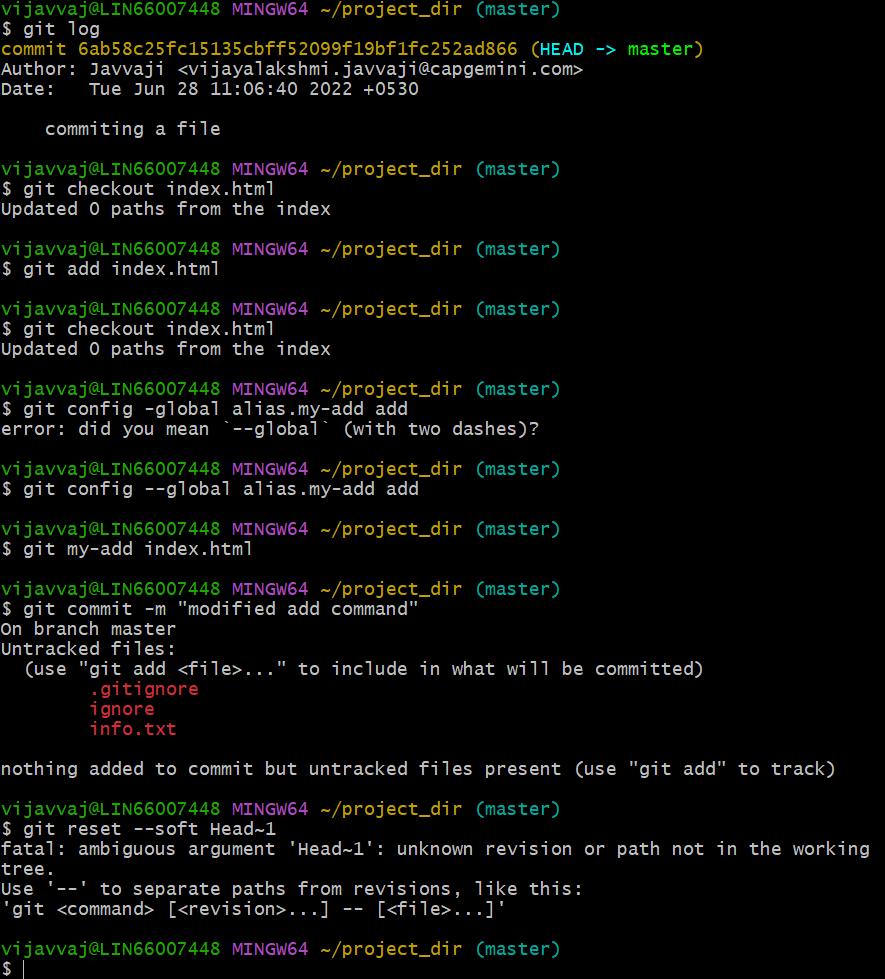 vijavvaj@LIN66007448 MINGW64 ~/project_dir (master)
$ git log
commit 6ab58c25fc15135cbff52099f19bf1fc252ad866 (HEAD -> master)
Author: Javvaji <vijayalakshmi.javvaji@capgemini.com>
Date:   Tue Jun 28 11:06:40 2022 +0530
    commiting a file
vijavvaj@LIN66007448 MINGW64 ~/project_dir (master)
$ git checkout index.html
Updated 0 paths from the index
vijavvaj@LIN66007448 MINGW64 ~/project_dir (master)
$ git add index.html
vijavvaj@LIN66007448 MINGW64 ~/project_dir (master)
$ git checkout index.html
Updated 0 paths from the index
vijavvaj@LIN66007448 MINGW64 ~/project_dir (master)
$ git config -global alias.my-add add
error: did you mean `--global` (with two dashes)?
vijavvaj@LIN66007448 MINGW64 ~/project_dir (master)
$ git config --global alias.my-add add
vijavvaj@LIN66007448 MINGW64 ~/project_dir (master)
$ git my-add index.html
vijavvaj@LIN66007448 MINGW64 ~/project_dir (master)
$ git commit -m "modified add command"
On branch master
Untracked files:
  (use "git add <file>..." to include in what will be committed)
        .gitignore
        ignore
        info.txt
nothing added to commit but untracked files present (use "git add" to track)
vijavvaj@LIN66007448 MINGW64 ~/project_dir (master)
$ git reset --soft Head~1
fatal: ambiguous argument 'Head~1': unknown revision or path not in the working
tree.
Use '--' to separate paths from revisions, like this:
'git <command> [<revision>...] -- [<file>...]'
vijavvaj@LIN66007448 MINGW64 ~/project_dir (master)
$